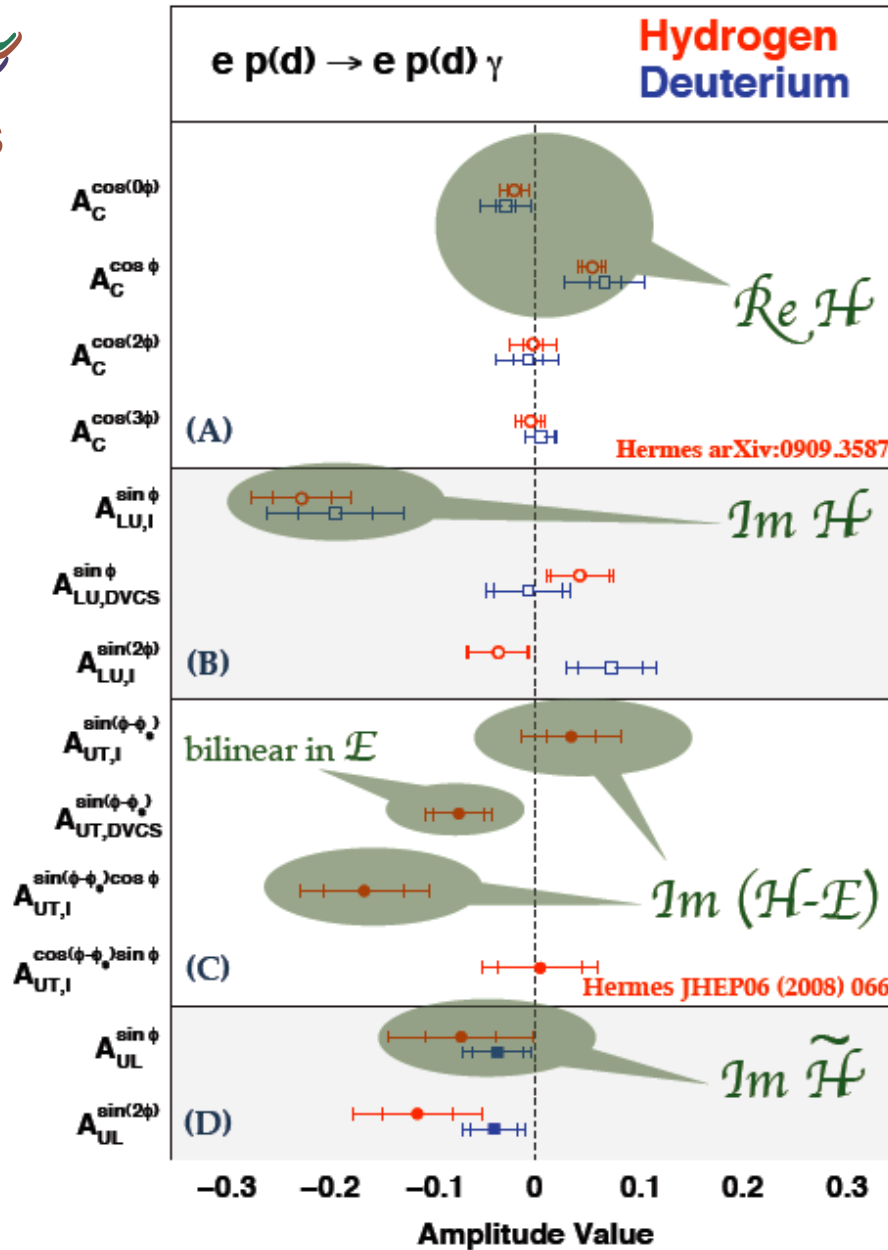 e p(d) → e p(d) γ
Hydrogen
Deuterium
A_C^cos(0ϕ)
A_C^cos ϕ
Re H
A_C^cos(2ϕ)
A_C^cos(3ϕ)
(A)
Hermes arXiv:0909.3587
A_LU,I^sin ϕ
Im H
A_LU,DVCS^sin ϕ
A_LU,I^sin(2ϕ)
(B)
A_UT,I^sin(ϕ-ϕ_s)
bilinear in E
A_UT,DVCS^sin(ϕ-ϕ_s)
A_UT,I^sin(ϕ-ϕ_s)cos ϕ
Im (H-E)
A_UT,I^cos(ϕ-ϕ_s)sin ϕ
(C)
Hermes JHEP06 (2008) 066
A_UL^sin ϕ
Im H̃
A_UL^sin(2ϕ)
(D)
−0.3 −0.2 −0.1 0 0.1 0.2 0.3
Amplitude Value